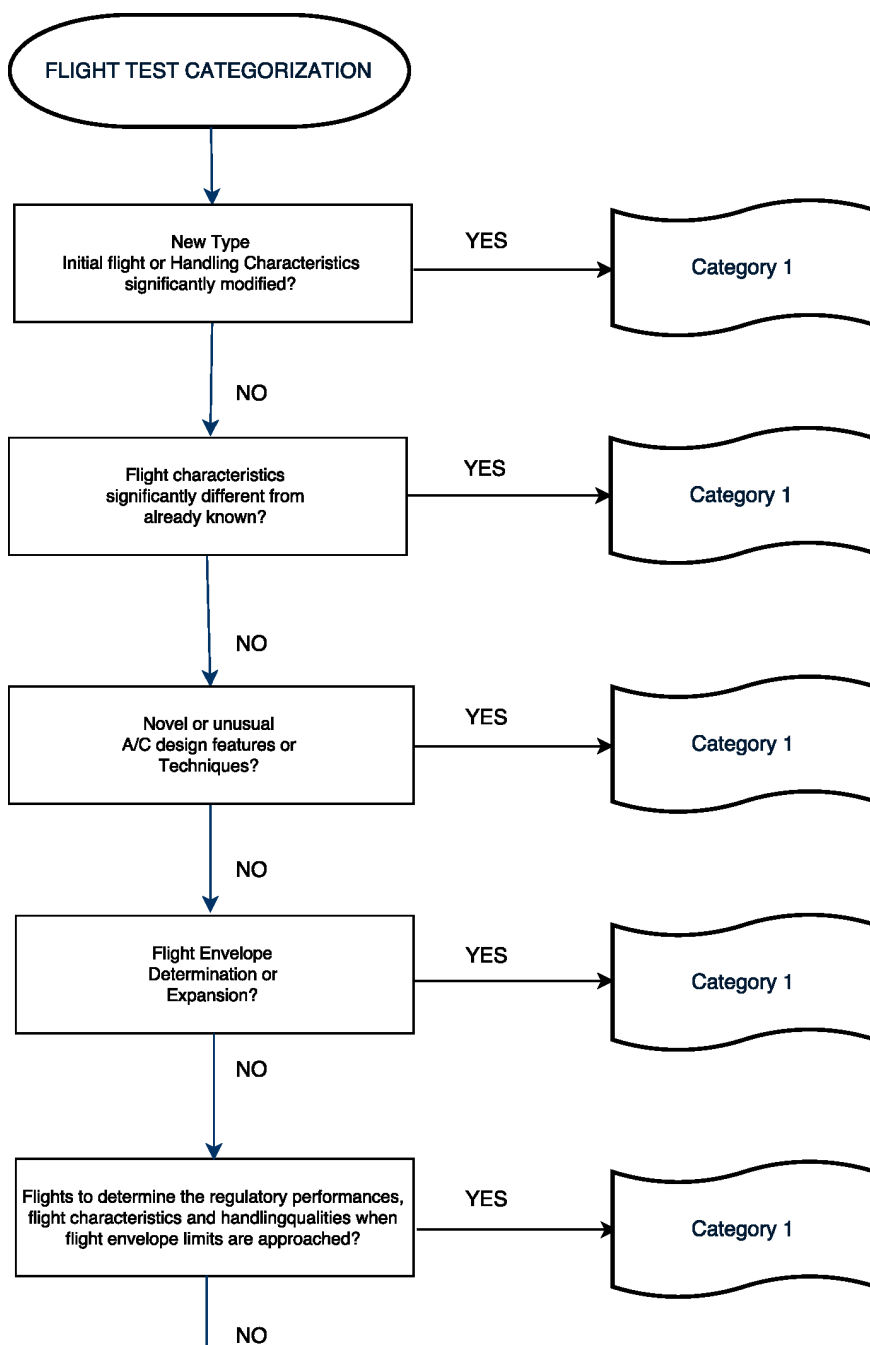 FLIGHT TEST CATEGORIZATION
New Type
Initial flight or Handling Characteristics
significantly modified?
YES
Category 1
NO
Flight characteristics
significantly different from
already known?
YES
Category 1
NO
Novel or unusual
A/C design features or
Techniques?
YES
Category 1
NO
Flight Envelope
Determination or
Expansion?
YES
Category 1
NO
Flights to determine the regulatory performances,
flight characteristics and handlingqualities when
flight envelope limits are approached?
YES
Category 1
NO